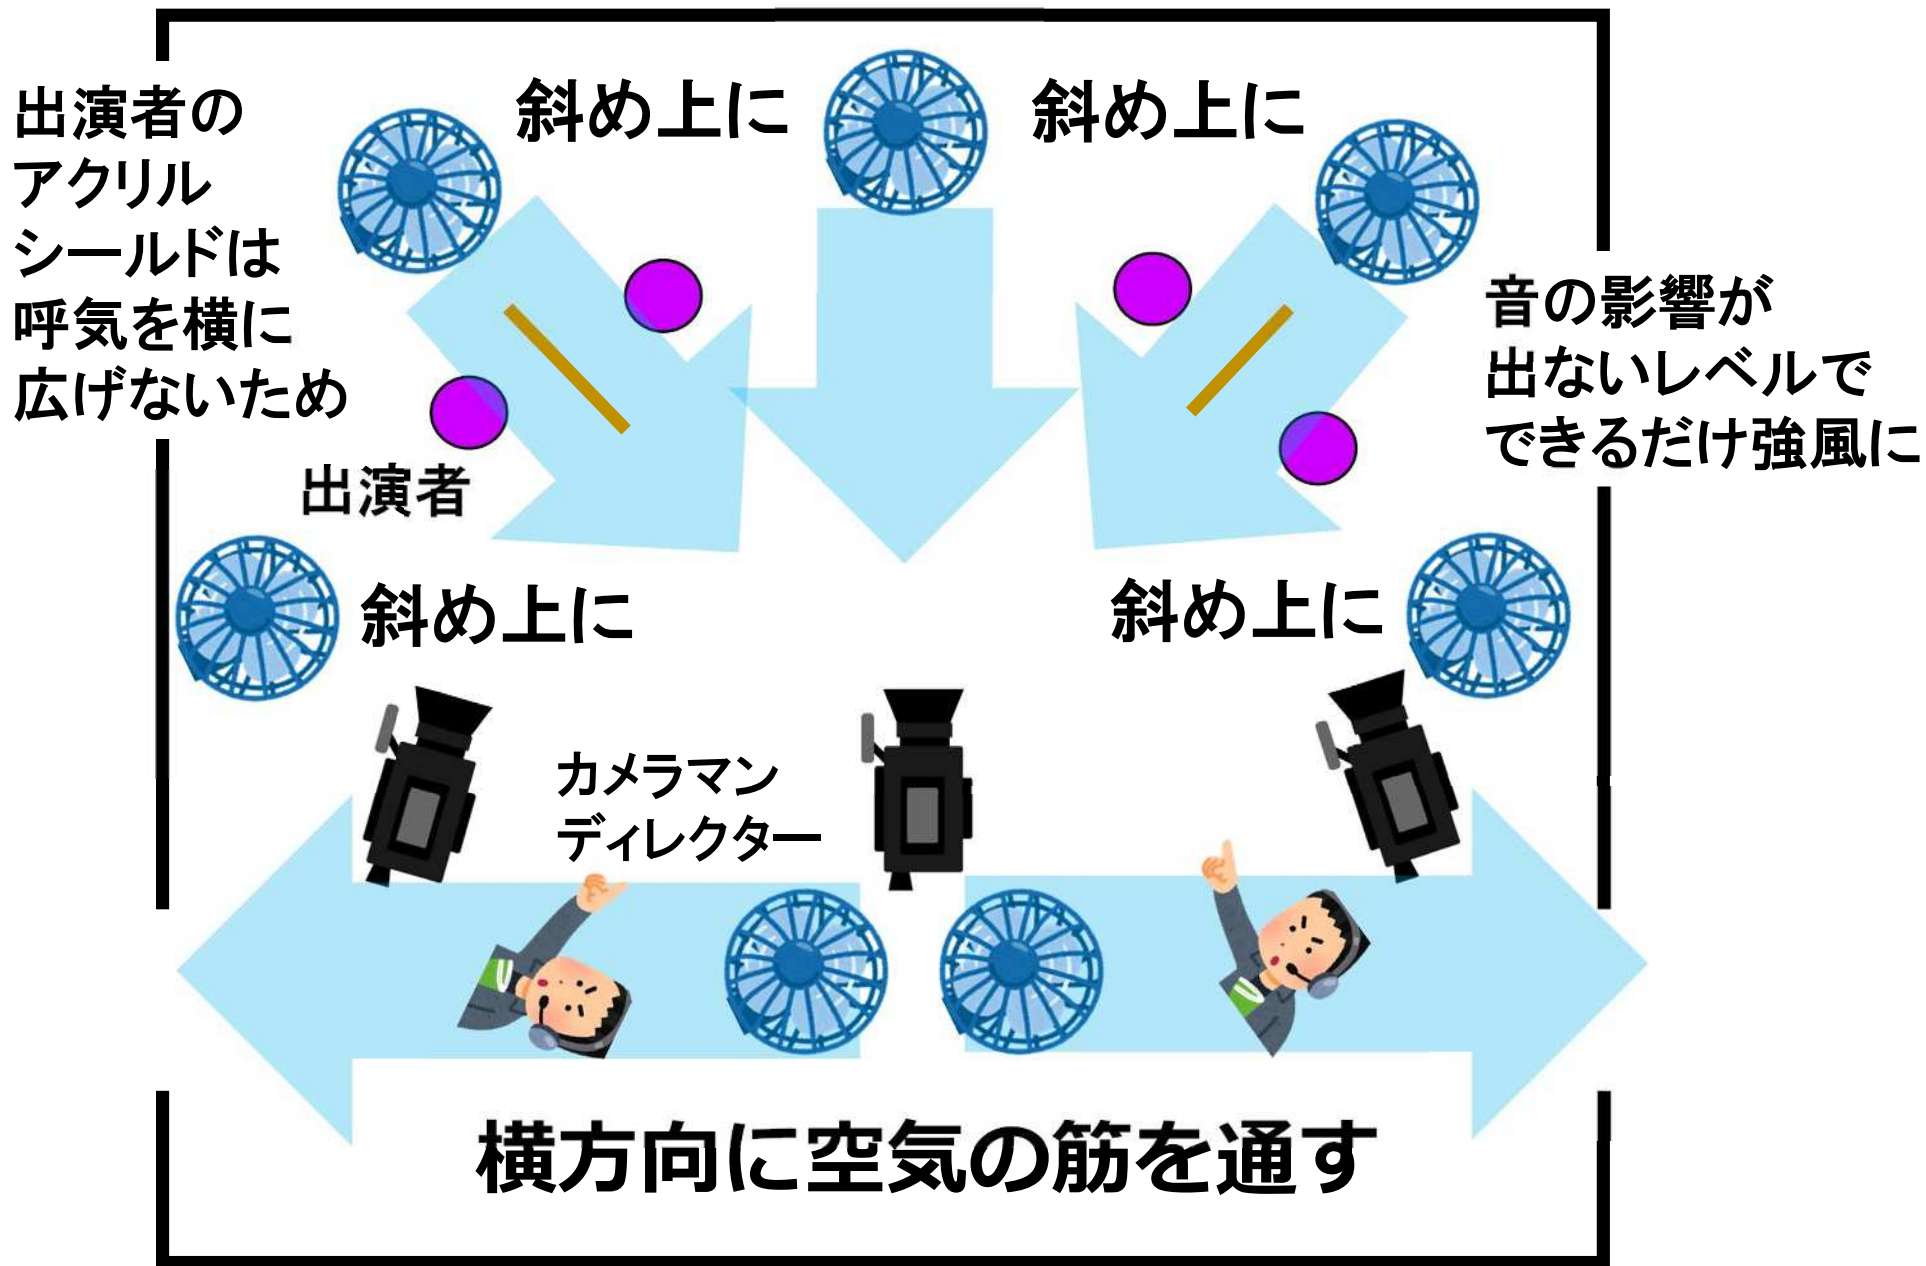 斜め上に
斜め上に
出演者の
アクリル
シールドは
呼気を横に
広げないため
音の影響が
出ないレベルで
できるだけ強風に
出演者
斜め上に
斜め上に
カメラマン
ディレクター
横方向に空気の筋を通す